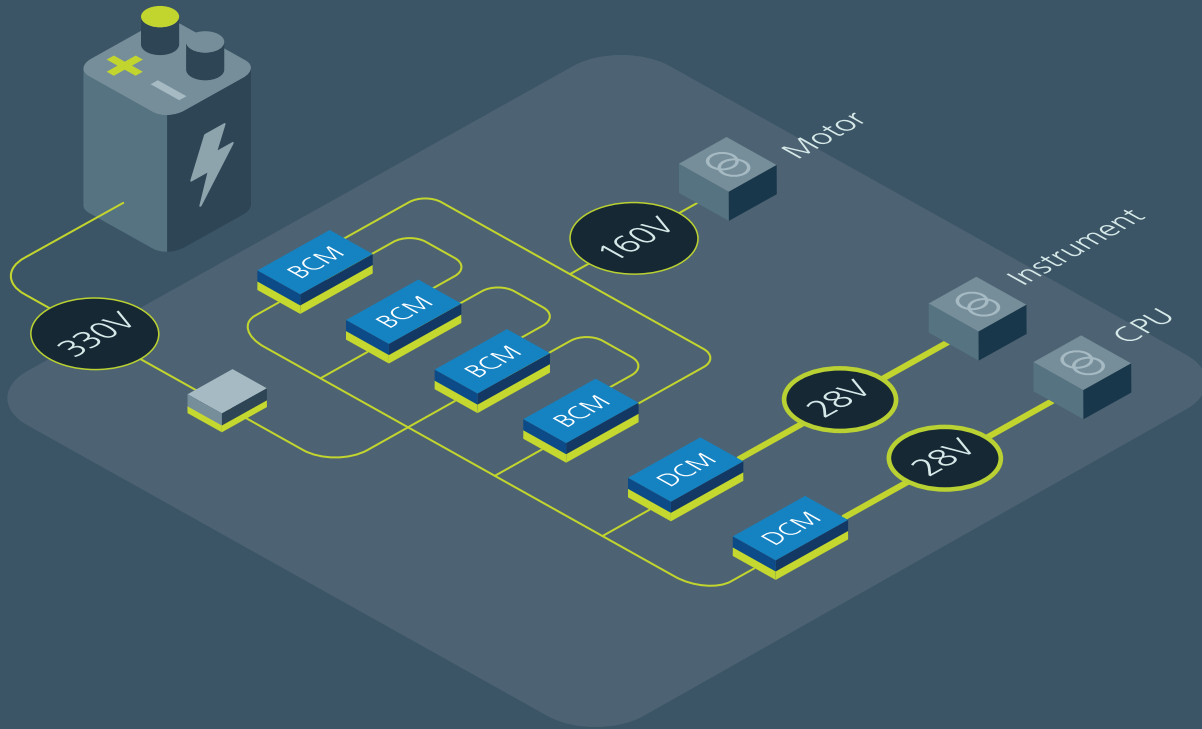 Motor
160V
Instrument
CPU
BCM
BCM
BCM
BCM
330V
28V
28V
DCM
DCM